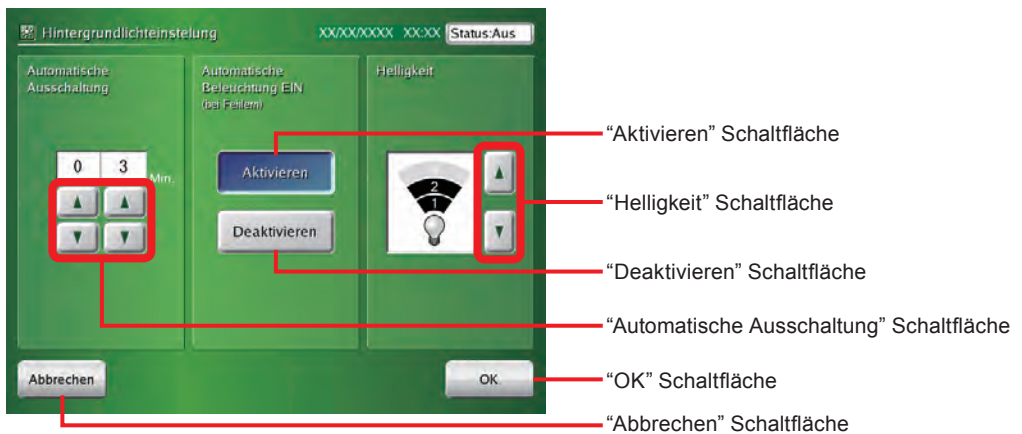 Hintergrundlichteinstelung
XX/XX/XXXX XX:XX
Status:Aus
Automatische
Ausschaltung
0 3
Min.
Automatische
Beleuchtung EIN
(bei Fehlern)
Aktivieren
Deaktivieren
Helligkeit
2
1
Abbrechen
OK
“Aktivieren” Schaltfläche
“Helligkeit” Schaltfläche
“Deaktivieren” Schaltfläche
“Automatische Ausschaltung” Schaltfläche
“OK” Schaltfläche
“Abbrechen” Schaltfläche